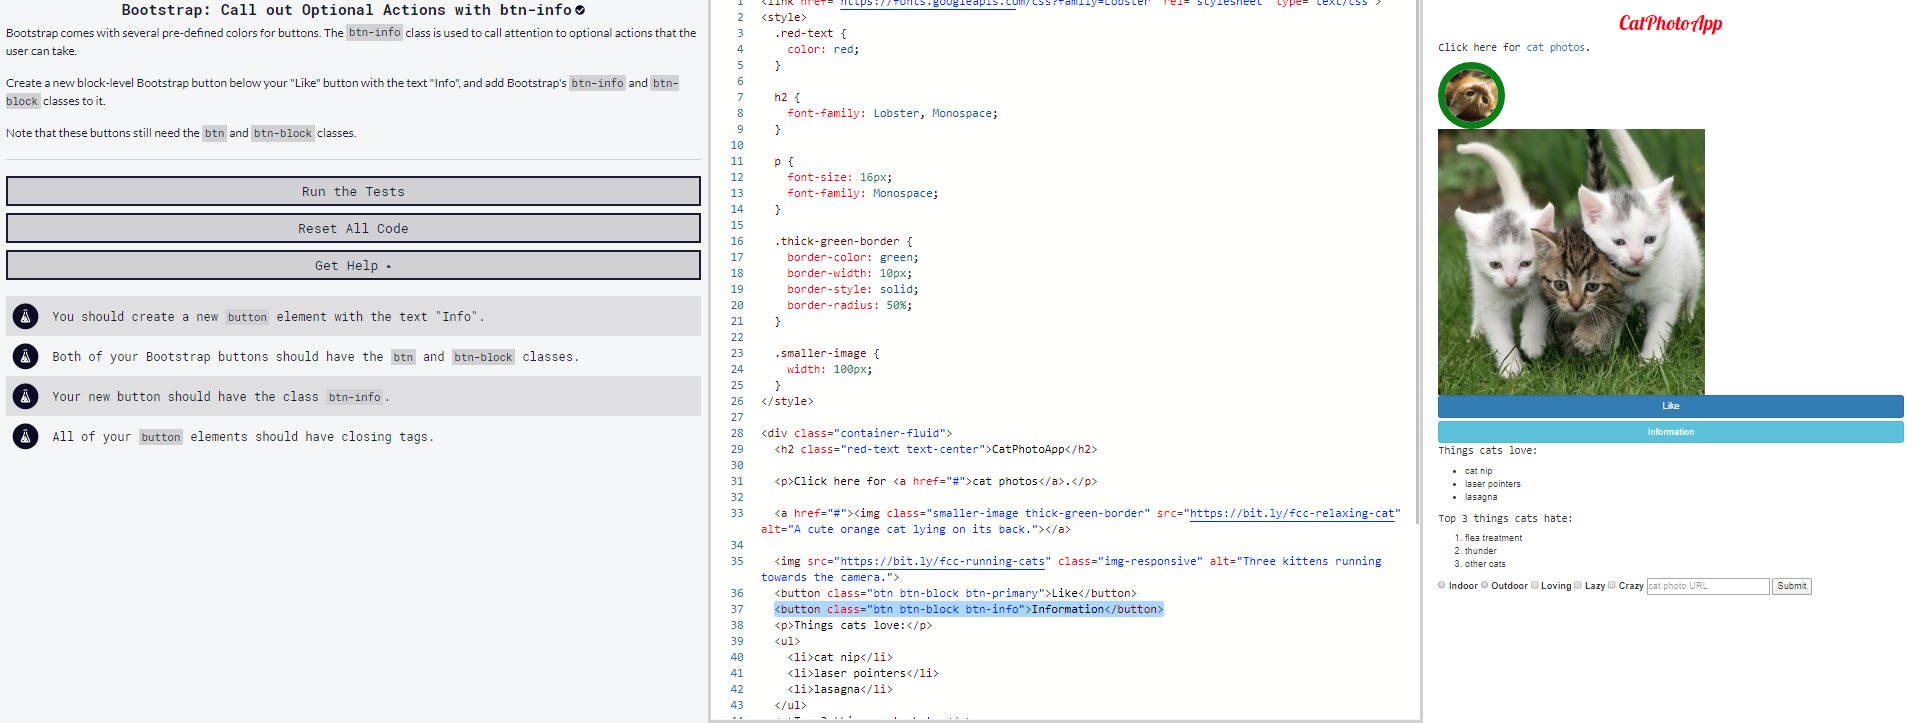 Bootstrap: Call out Optional Actions with btn-info
Bootstrap comes with several pre-defined colors for buttons. The btn-info class is used to call attention to optional actions that the
user can take.
Create a new block-level Bootstrap button below your "Like" button with the text "Info", and add Bootstrap's btn-info and btn-
block classes to it.
Note that these buttons still need the btn and btn-block classes.
Run the Tests
Reset All Code
Get Help
You should create a new button element with the text "Info".
Both of your Bootstrap buttons should have the btn and btn-block classes.
Your new button should have the class btn-info.
All of your button elements should have closing tags.
1 <link href="https://fonts.googleapis.com/css?family=Lobster" rel="stylesheet" type="text/css">
2 <style>
3 .red-text {
4 color: red;
5 }
6
7 h2 {
8 font-family: Lobster, Monospace;
9 }
10
11 p {
12 font-size: 16px;
13 font-family: Monospace;
14 }
15
16 .thick-green-border {
17 border-color: green;
18 border-width: 10px;
19 border-style: solid;
20 border-radius: 50%;
21 }
22
23 .smaller-image {
24 width: 100px;
25 }
26 </style>
27
28 <div class="container-fluid">
29 <h2 class="red-text text-center">CatPhotoApp</h2>
30
31 <p>Click here for <a href="#">cat photos</a>.</p>
32
33 <a href="#"><img class="smaller-image thick-green-border" src="https://bit.ly/fcc-relaxing-cat"
alt="A cute orange cat lying on its back."></a>
34
35 <img src="https://bit.ly/fcc-running-cats" class="img-responsive" alt="Three kittens running
towards the camera.">
36 <button class="btn btn-block btn-primary">Like</button>
37 <button class="btn btn-block btn-info">Information</button>
38 <p>Things cats love:</p>
39 <ul>
40 <li>cat nip</li>
41 <li>laser pointers</li>
42 <li>lasagna</li>
43 </ul>
CatPhotoApp
Click here for cat photos.
Like
Information
Things cats love:
• cat nip
• laser pointers
• lasagna
Top 3 things cats hate:
1. flea treatment
2. thunder
3. other cats
Indoor Outdoor Loving Lazy Crazy cat photo URL Submit